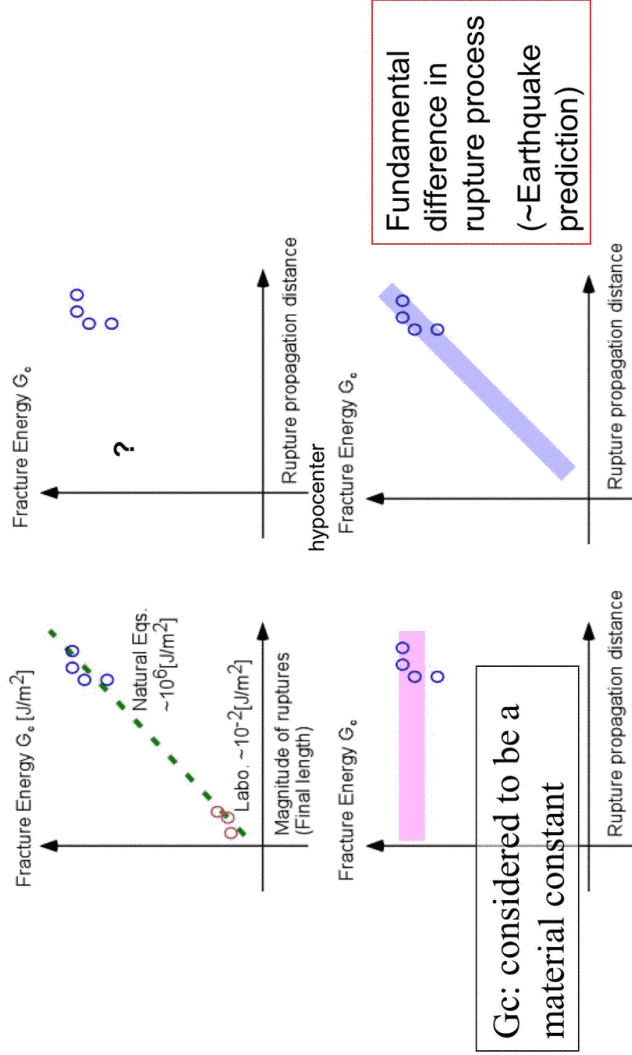 Fracture Energy Gc [J/m²]
Natural Eqs.
~10⁶[J/m²]
Labo. ~10⁻²[J/m²]
Magnitude of ruptures
(Final length)
Fracture Energy Gc
?
Rupture propagation distance
hypocenter
Fracture Energy Gc
Rupture propagation distance
Gc: considered to be a
material constant
Fracture Energy Gc
Rupture propagation distance
Fundamental
difference in
rupture process
(~Earthquake
prediction)